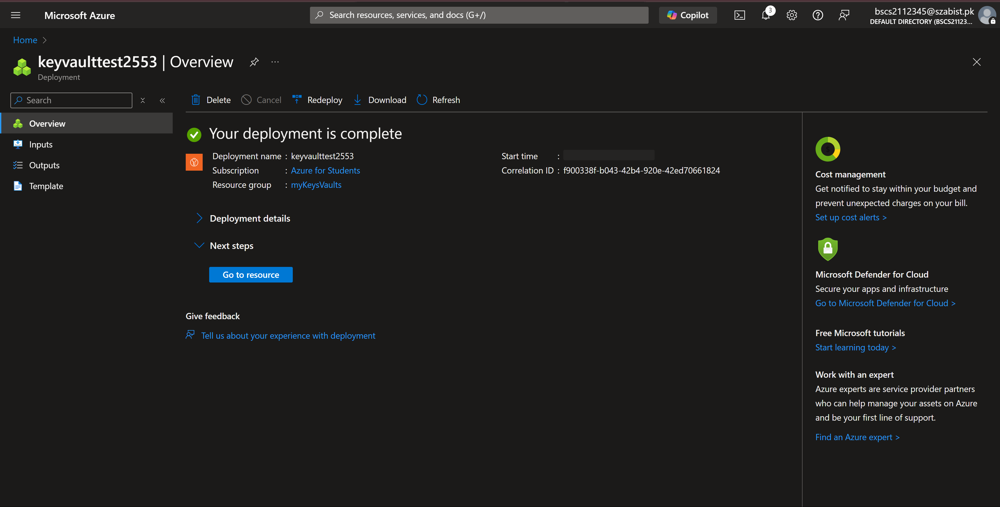 Microsoft Azure
Search resources, services, and docs (G+/)
Copilot
3
bscs2112345@szabist.pk
DEFAULT DIRECTORY (BSCS21123...
Home
keyvaulttest2553 | Overview
...
Deployment
Search
Delete
Cancel
Redeploy
Download
Refresh
Overview
Inputs
Outputs
Template
Your deployment is complete
Deployment name : keyvaulttest2553
Subscription : Azure for Students
Resource group : myKeysVaults
Start time :
Correlation ID : f900338f-b043-42b4-920e-42ed70661824
Deployment details
Next steps
Go to resource
Give feedback
Tell us about your experience with deployment
$
Cost management
Get notified to stay within your budget and
prevent unexpected charges on your bill.
Set up cost alerts >
Microsoft Defender for Cloud
Secure your apps and infrastructure
Go to Microsoft Defender for Cloud >
Free Microsoft tutorials
Start learning today >
Work with an expert
Azure experts are service provider partners
who can help manage your assets on Azure
and be your first line of support.
Find an Azure expert >